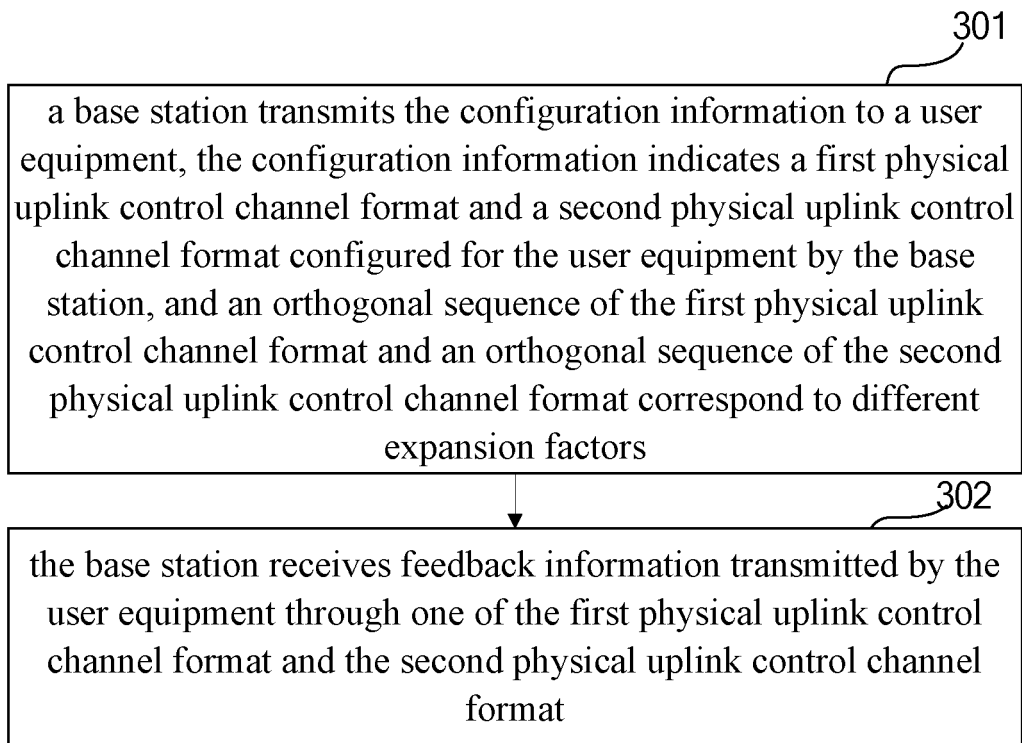 301
a base station transmits the configuration information to a user
equipment, the configuration information indicates a first physical
uplink control channel format and a second physical uplink control
channel format configured for the user equipment by the base
station, and an orthogonal sequence of the first physical uplink
control channel format and an orthogonal sequence of the second
physical uplink control channel format correspond to different
expansion factors
302
the base station receives feedback information transmitted by the
user equipment through one of the first physical uplink control
channel format and the second physical uplink control channel
format